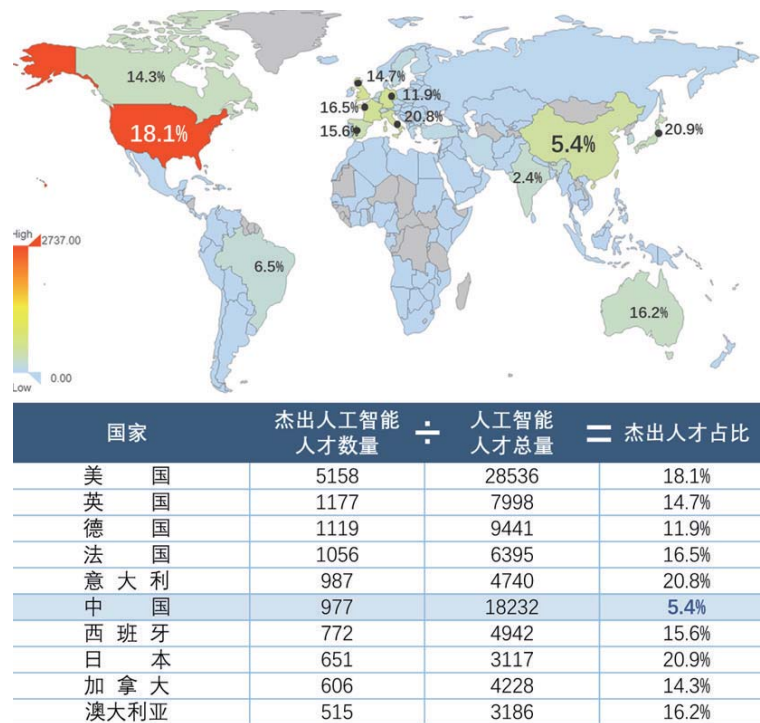 14.3%
18.1%
14.7%
11.9%
16.5%
20.8%
15.6%
5.4%
20.9%
2.4%
6.5%
16.2%
High
2737.00
0.00
Low
国家 杰出人工智能人才数量 ÷ 人工智能人才总量 = 杰出人才占比
美国 5158 28536 18.1%
英国 1177 7998 14.7%
德国 1119 9441 11.9%
法国 1056 6395 16.5%
意大利 987 4740 20.8%
中国 977 18232 5.4%
西班牙 772 4942 15.6%
日本 651 3117 20.9%
加拿大 606 4228 14.3%
澳大利亚 515 3186 16.2%